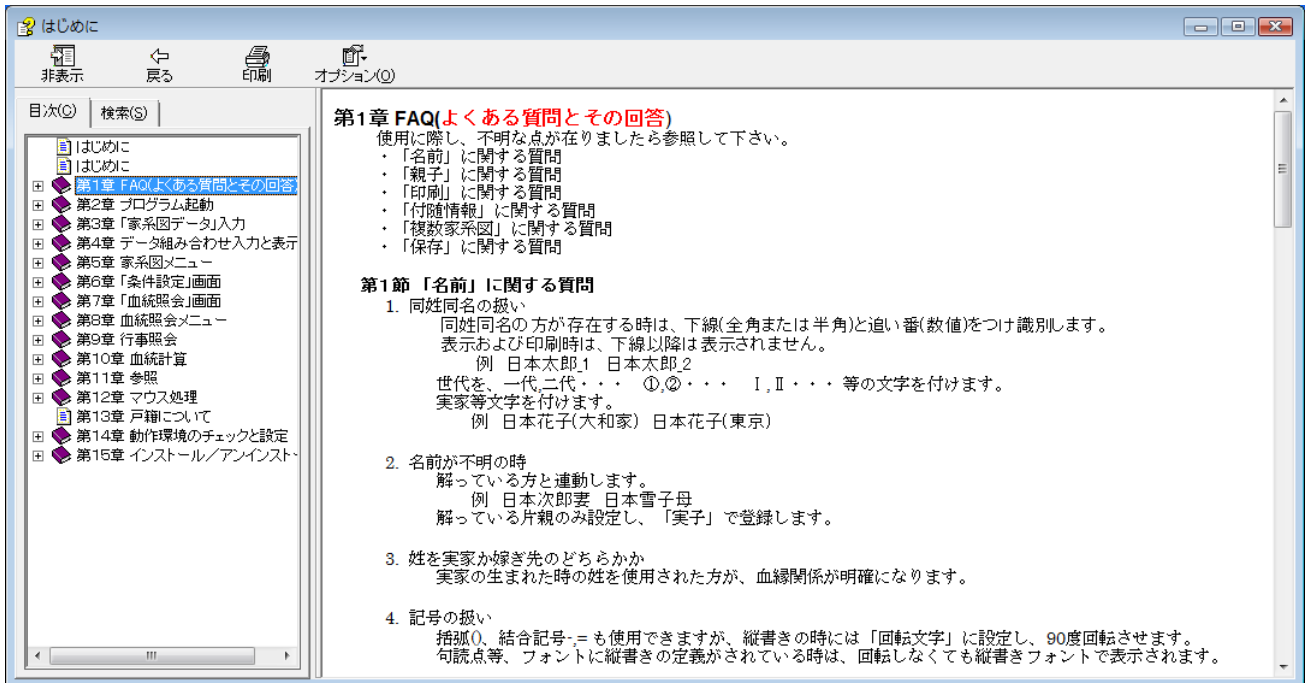 はじめに
非表示
戻る
印刷
オプション(O)
目次(C)
検索(S)
はじめに
はじめに
第1章 FAQ(よくある質問とその回答)
第2章 プログラム起動
第3章 「家系図データ」入力
第4章 データ組み合わせ入力と表示
第5章 家系図メニュー
第6章 「条件設定」画面
第7章 「血統照会」画面
第8章 血統照会メニュー
第9章 行事照会
第10章 血統計算
第11章 参照
第12章 マウス処理
第13章 戸籍について
第14章 動作環境のチェックと設定
第15章 インストール／アンインスト
第1章 FAQ(よくある質問とその回答)
使用に際し、不明な点が在りましたら参照して下さい。
・「名前」に関する質問
・「親子」に関する質問
・「印刷」に関する質問
・「付随情報」に関する質問
・「複数家系図」に関する質問
・「保存」に関する質問
第1節 「名前」に関する質問
1. 同姓同名の扱い
同姓同名の方が存在する時は、下線(全角または半角)と追い番(数値)をつけ識別します。
表示および印刷時は、下線以降は表示されません。
例 日本太郎_1 日本太郎_2
世代を、一代,二代・・・ ①,②・・・ Ⅰ,Ⅱ・・・ 等の文字を付けます。
実家等文字を付けます。
例 日本花子(大和家) 日本花子(東京)
2. 名前が不明の時
解っている方と連動します。
例 日本次郎妻 日本雪子母
解っている片親のみ設定し、「実子」で登録します。
3. 姓を実家か嫁ぎ先のどちらかか
実家の生まれた時の姓を使用された方が、血縁関係が明確になります。
4. 記号の扱い
括弧()、結合記号-,= も使用できますが、縦書きの時には「回転文字」に設定し、90度回転させます。
句読点等、フォントに縦書きの定義がされている時は、回転しなくても縦書きフォントで表示されます。